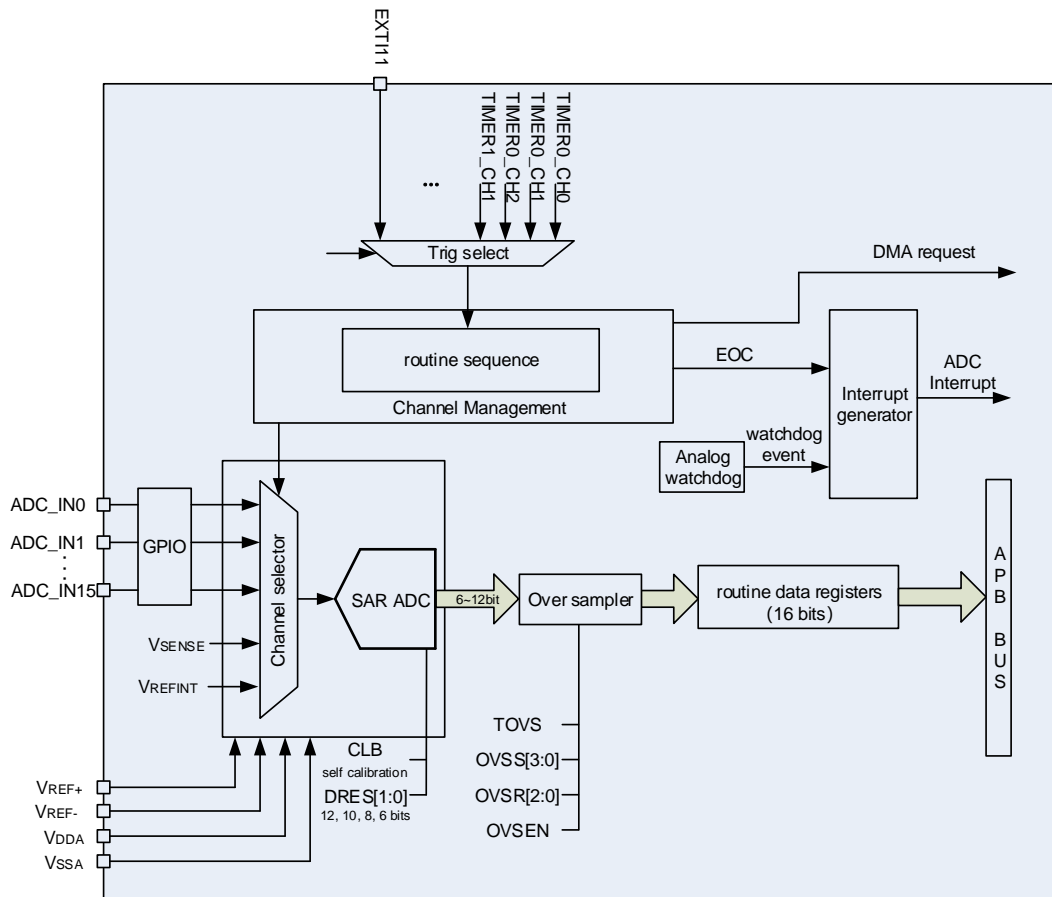 EXTI11
TIMER1_CH1
TIMER0_CH2
TIMER0_CH1
TIMER0_CH0
...
Trig select
DMA request
routine sequence
Channel Management
EOC
Interrupt
generator
ADC
Interrupt
Analog
watchdog
watchdog
event
ADC_IN0
ADC_IN1
ADC_IN15
GPIO
Channel selector
SAR ADC
6~12bit
Over sampler
routine data registers
(16 bits)
APB BUS
VSENSE
VREFINT
CLB
self calibration
DRES[1:0]
12, 10, 8, 6 bits
TOVS
OVSS[3:0]
OVSR[2:0]
OVSEN
VREF+
VREF-
VDDA
VSSA